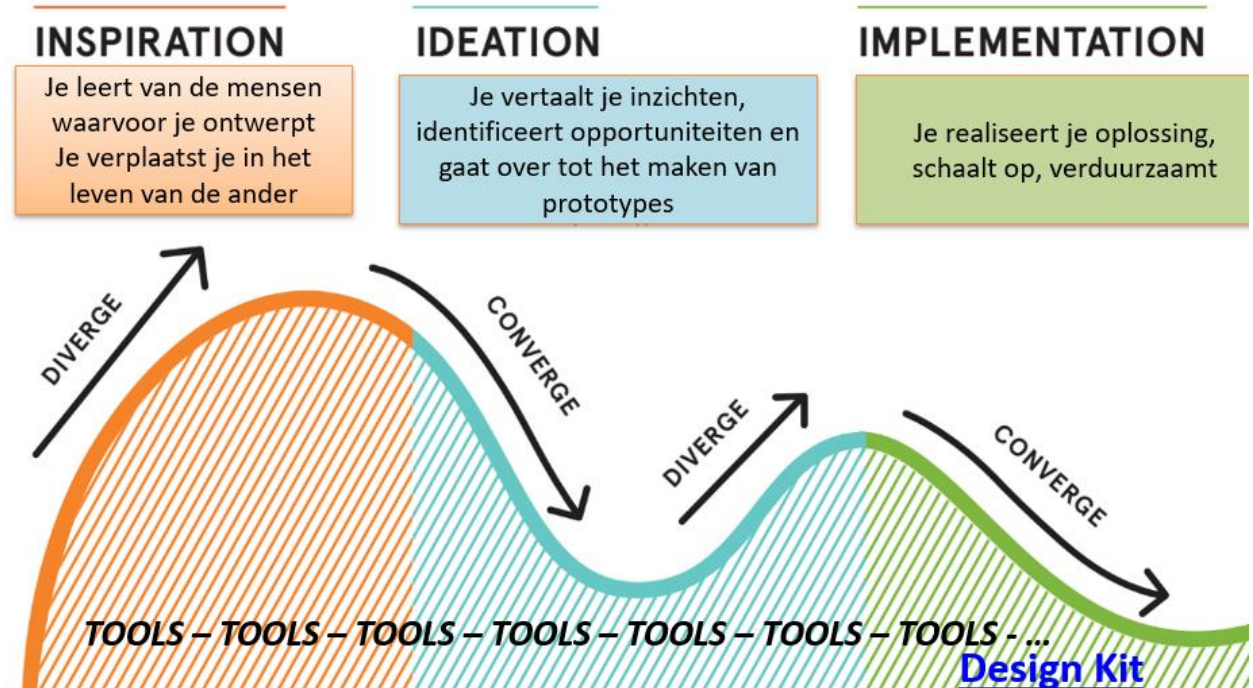 INSPIRATION
Je leert van de mensen
waarvoor je ontwerpt
Je verplaatst je in het
leven van de ander
IDEATION
Je vertaalt je inzichten,
identificeert opportuniteiten en
gaat over tot het maken van
prototypes
IMPLEMENTATION
Je realiseert je oplossing,
schaalt op, verduurzaamt
DIVERGE
CONVERGE
DIVERGE
CONVERGE
TOOLS – TOOLS – TOOLS – TOOLS – TOOLS – TOOLS – TOOLS - ...
Design Kit